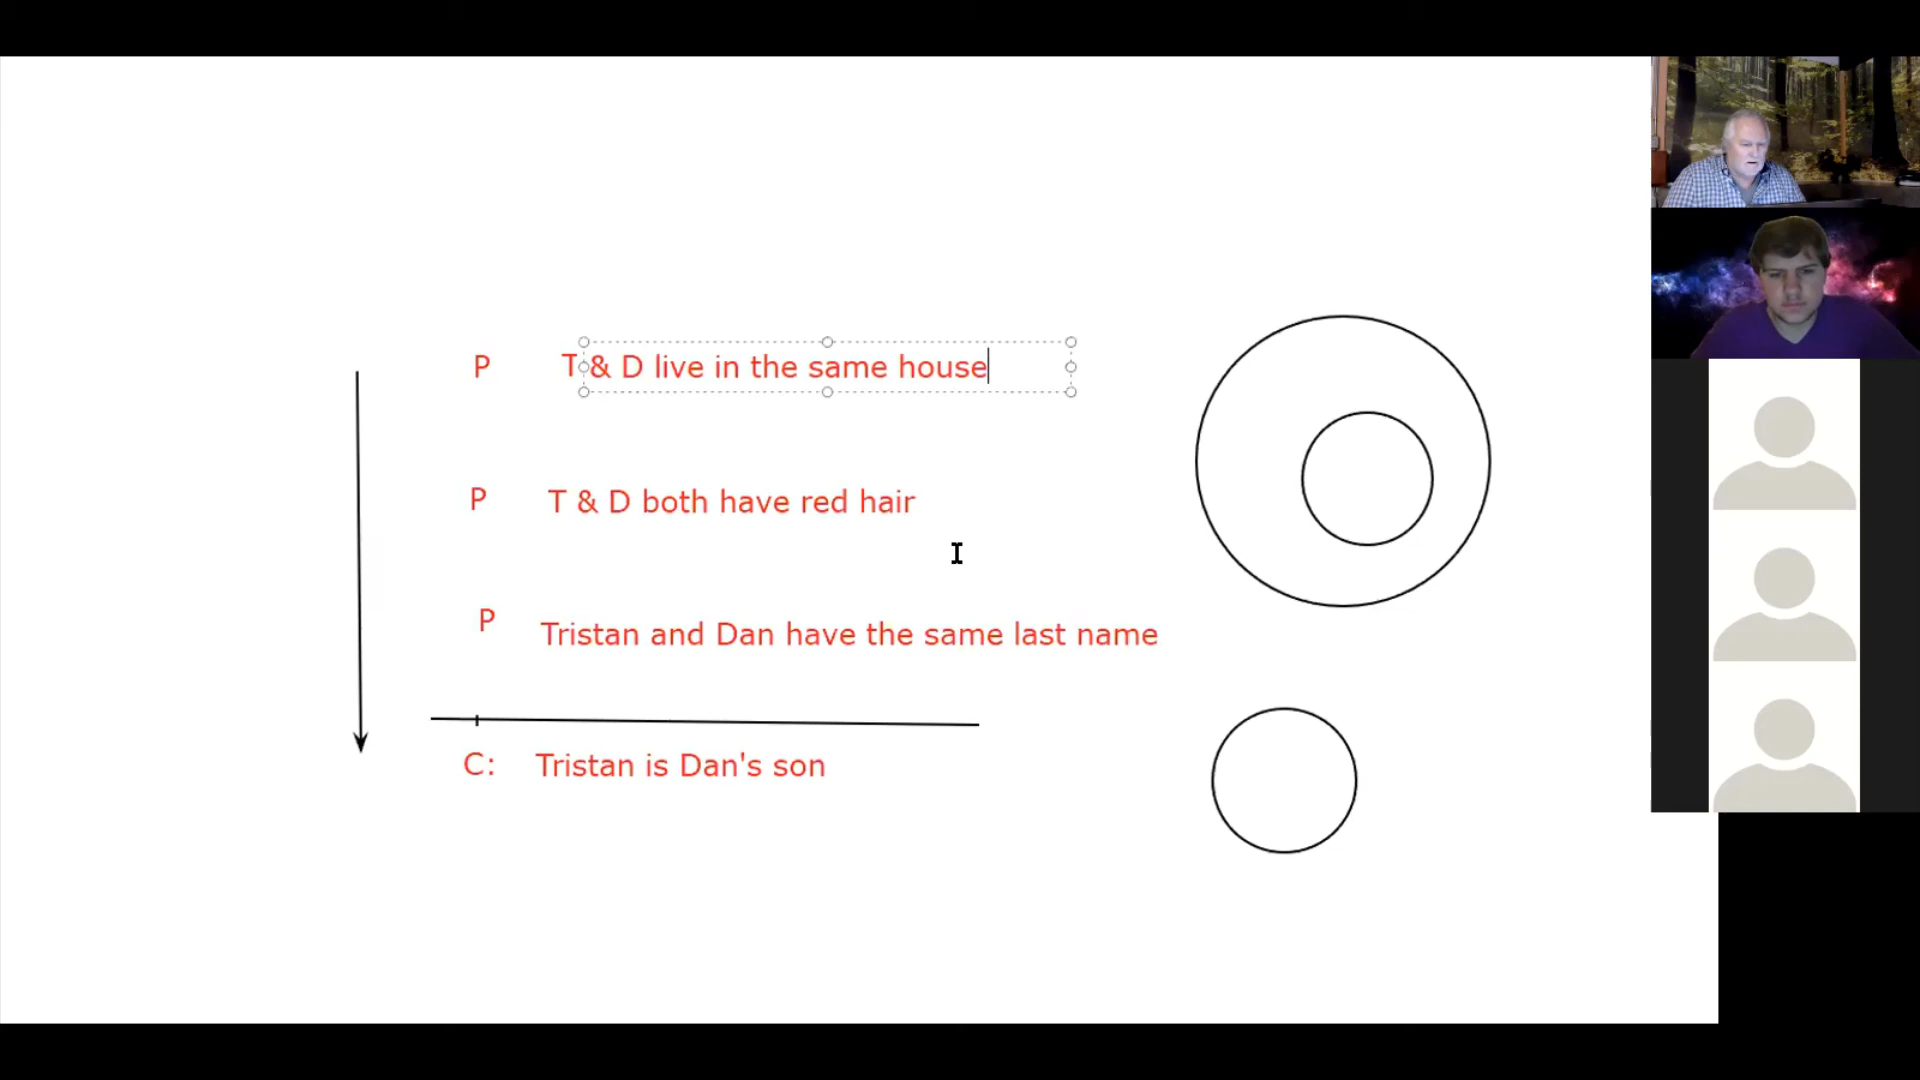 P T & D live in the same house
P T & D both have red hair
P Tristan and Dan have the same last name
C: Tristan is Dan's son